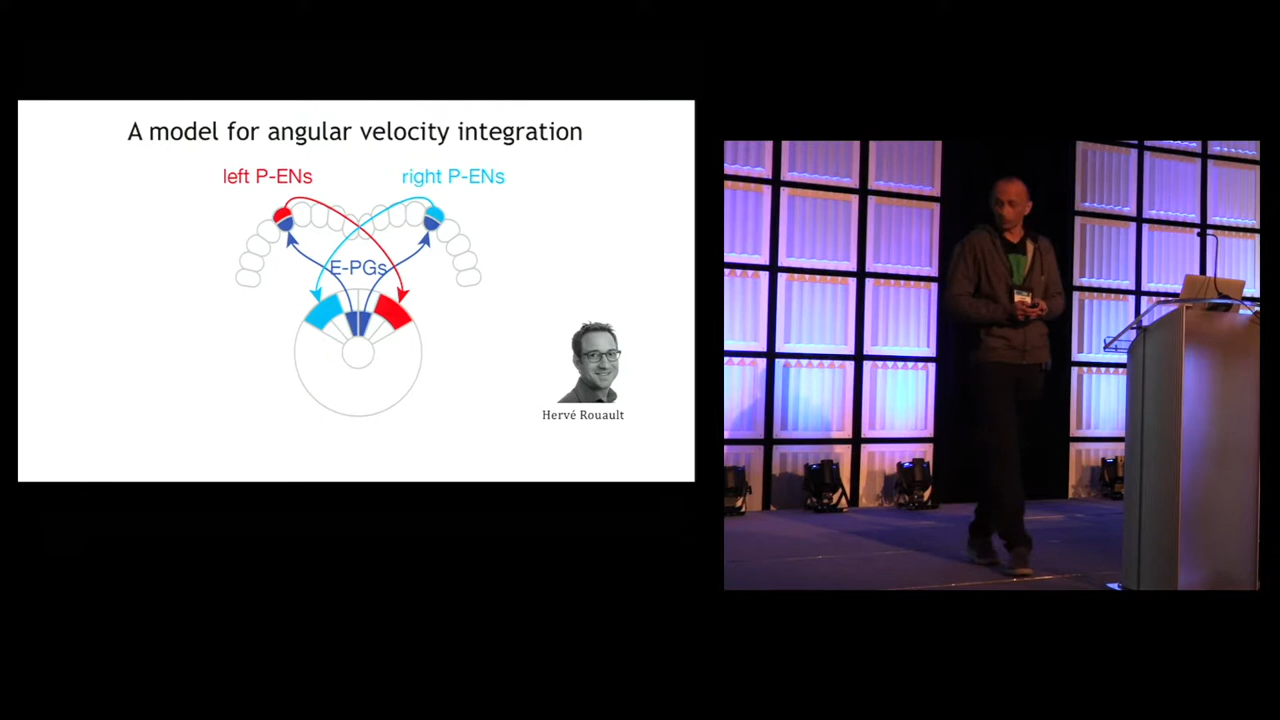 A model for angular velocity integration
left P-ENs
right P-ENs
E-PGs
Hervé Rouault